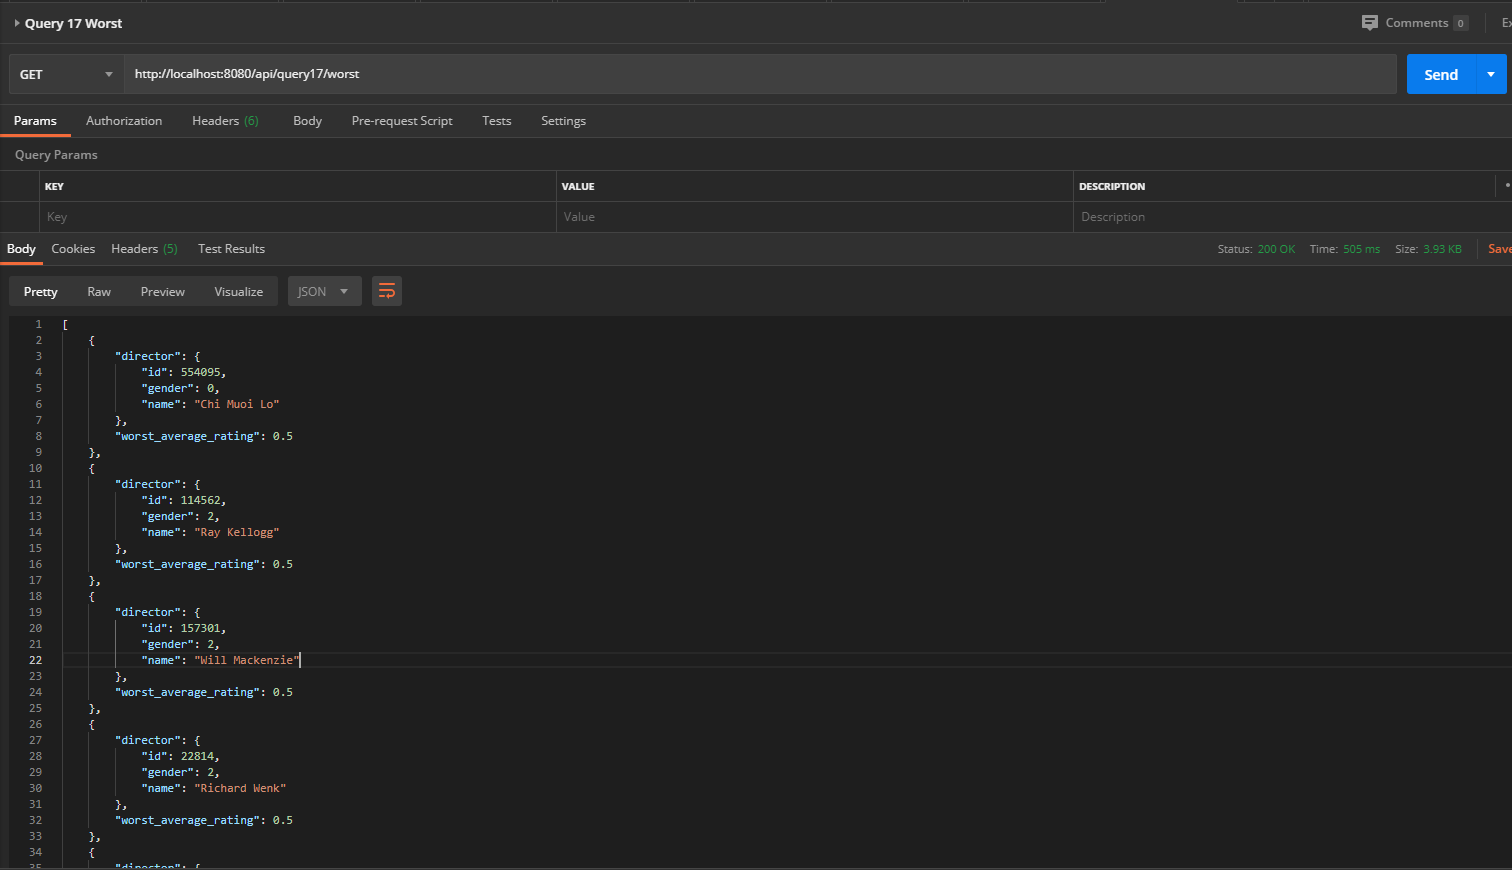 Query 17 Worst
Comments 0
GET http://localhost:8080/api/query17/worst Send
Params Authorization Headers (6) Body Pre-request Script Tests Settings
Query Params
KEY VALUE DESCRIPTION
Key Value Description
Body Cookies Headers (5) Test Results Status: 200 OK Time: 505 ms Size: 3.93 KB Save
Pretty Raw Preview Visualize JSON
1 [
2 {
3 "director": {
4 "id": 554095,
5 "gender": 0,
6 "name": "Chi Muoi Lo"
7 },
8 "worst_average_rating": 0.5
9 },
10 {
11 "director": {
12 "id": 114562,
13 "gender": 2,
14 "name": "Ray Kellogg"
15 },
16 "worst_average_rating": 0.5
17 },
18 {
19 "director": {
20 "id": 157301,
21 "gender": 2,
22 "name": "Will Mackenzie"
23 },
24 "worst_average_rating": 0.5
25 },
26 {
27 "director": {
28 "id": 22814,
29 "gender": 2,
30 "name": "Richard Wenk"
31 },
32 "worst_average_rating": 0.5
33 },
34 {
35 "director": {